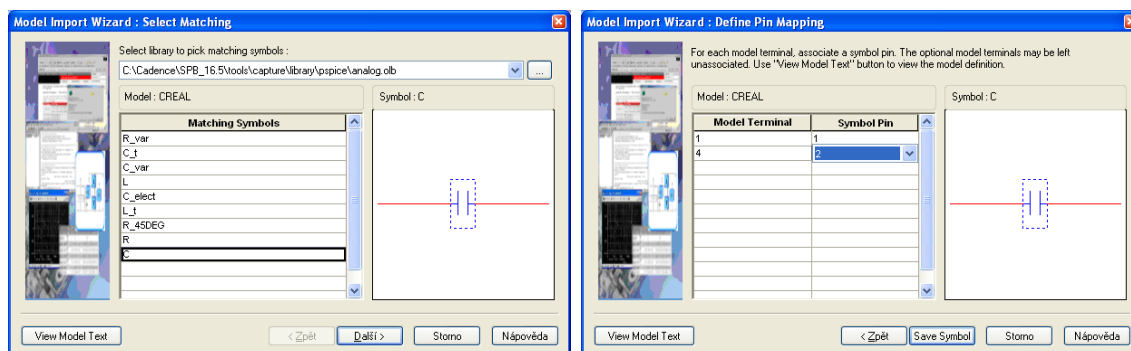 Model Import Wizard : Select Matching
Select library to pick matching symbols :
C:\Cadence\SPB_16.5\tools\capture\library\pspice\analog.olb
...
Model : CREAL
Symbol : C
Matching Symbols
R_var
C_t
C_var
L
C_elect
L_t
R_45DEG
R
C
View Model Text
< Zpět
Další >
Storno
Nápověda
Model Import Wizard : Define Pin Mapping
For each model terminal, associate a symbol pin. The optional model terminals may be left
unassociated. Use "View Model Text" button to view the model definition.
Model : CREAL
Symbol : C
Model Terminal Symbol Pin
1 1
4 2
View Model Text
< Zpět
Save Symbol
Storno
Nápověda